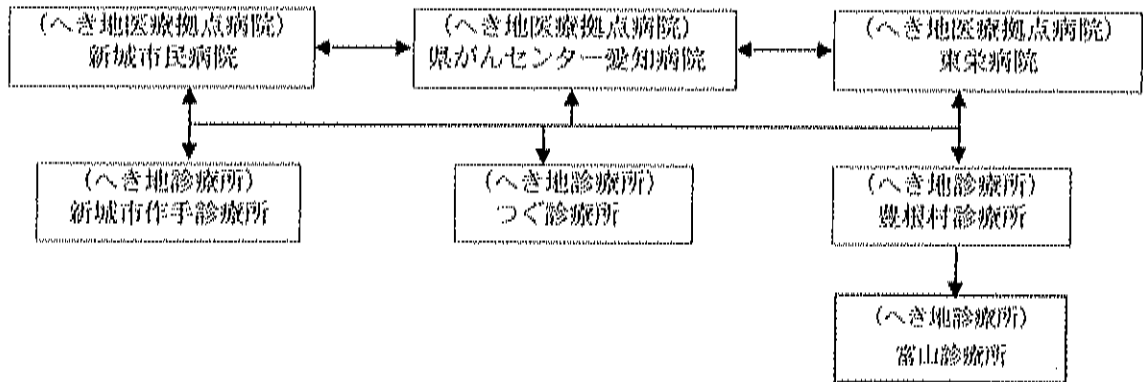 (へき地医療拠点病院)
新城市民病院
(へき地医療拠点病院)
県がんセンター愛知病院
(へき地医療拠点病院)
東栄病院
(へき地診療所)
新城市作手診療所
(へき地診療所)
つぐ診療所
(へき地診療所)
豊根村診療所
(へき地診療所)
富山診療所